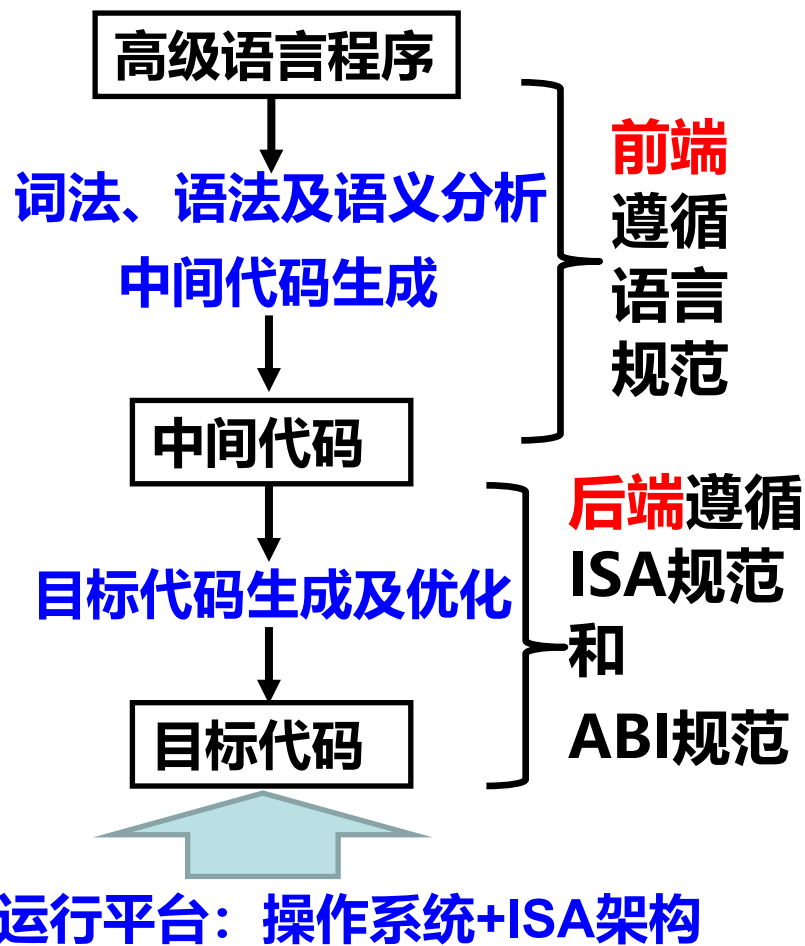 高级语言程序
词法、语法及语义分析
中间代码生成
前端
遵循
语言
规范
中间代码
目标代码生成及优化
后端遵循
ISA规范
和
ABI规范
目标代码
运行平台：操作系统+ISA架构